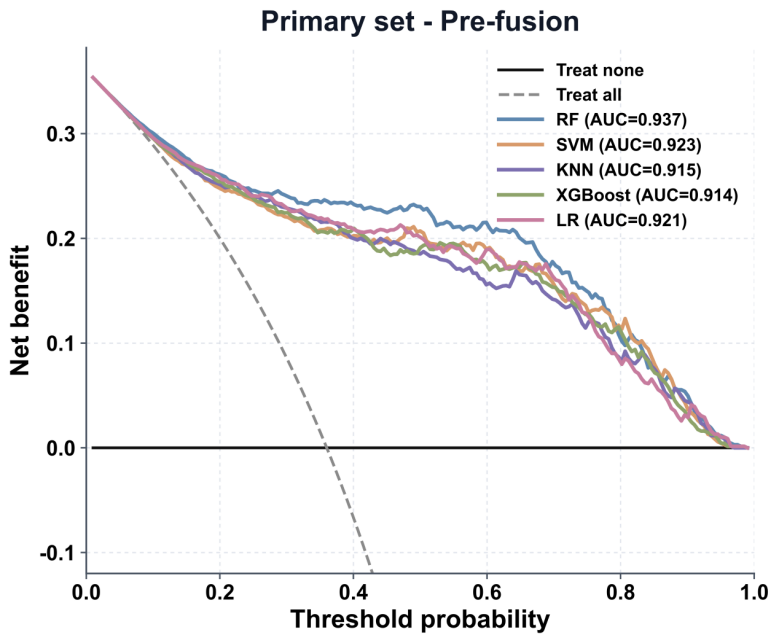 Primary set - Pre-fusion
Net benefit
0.3
0.2
0.1
0.0
-0.1
Treat none
Treat all
RF (AUC=0.937)
SVM (AUC=0.923)
KNN (AUC=0.915)
XGBoost (AUC=0.914)
LR (AUC=0.921)
0.0 0.2 0.4 0.6 0.8 1.0
Threshold probability